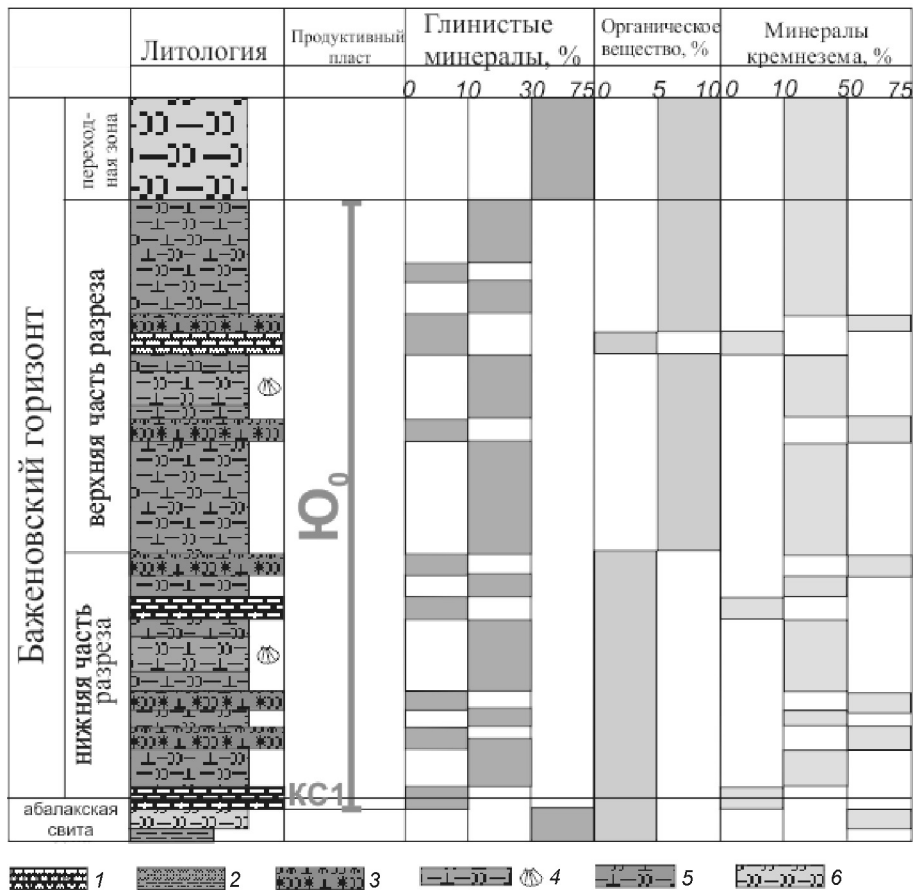 Литология
Продуктивный
пласт
Глинистые
минералы, %
Органическое
вещество, %
Минералы
кремнезема, %
0 10 30 75 0 5 10 0 10 50 75
Баженовский горизонт
переход-
ная зона
верхняя часть разреза
нижняя часть
разреза
Ю0
КС1
абалакская
свита
1 2 3 4 5 6